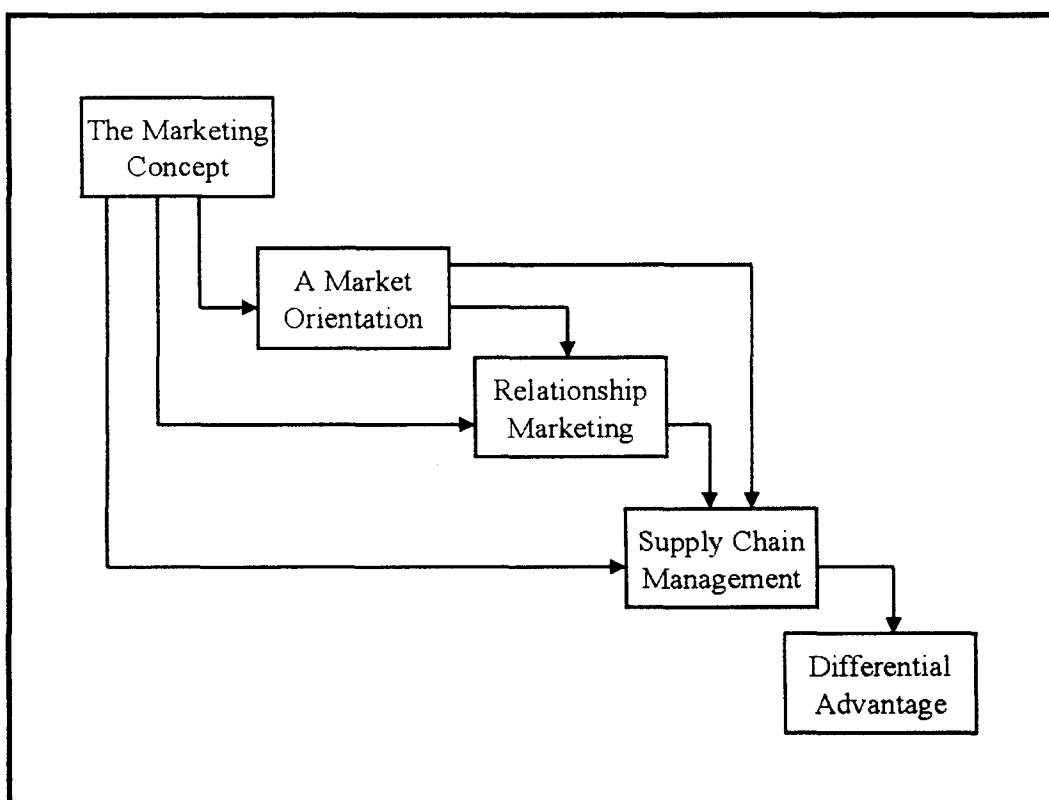 The Marketing
Concept
A Market
Orientation
Relationship
Marketing
Supply Chain
Management
Differential
Advantage